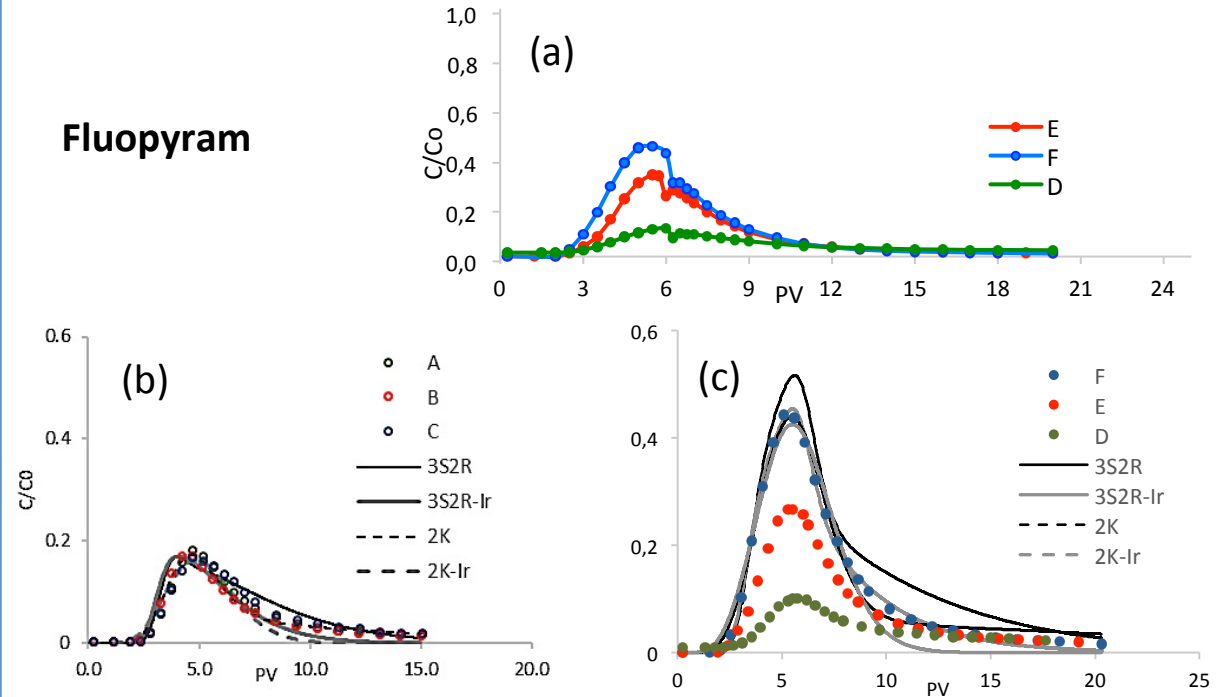 Fluopyram
(a)
C/Co
1,0
0,8
0,6
0,4
0,2
0,0
0 3 6 9 12 15 18 21 24
PV
E
F
D
(b)
C/C0
0.6
0.4
0.2
0
0.0 5.0 10.0 15.0 20.0
PV
A
B
C
3S2R
3S2R-Ir
2K
2K-Ir
(c)
0,6
0,4
0,2
0
0 5 10 15 20 25
PV
F
E
D
3S2R
3S2R-Ir
2K
2K-Ir